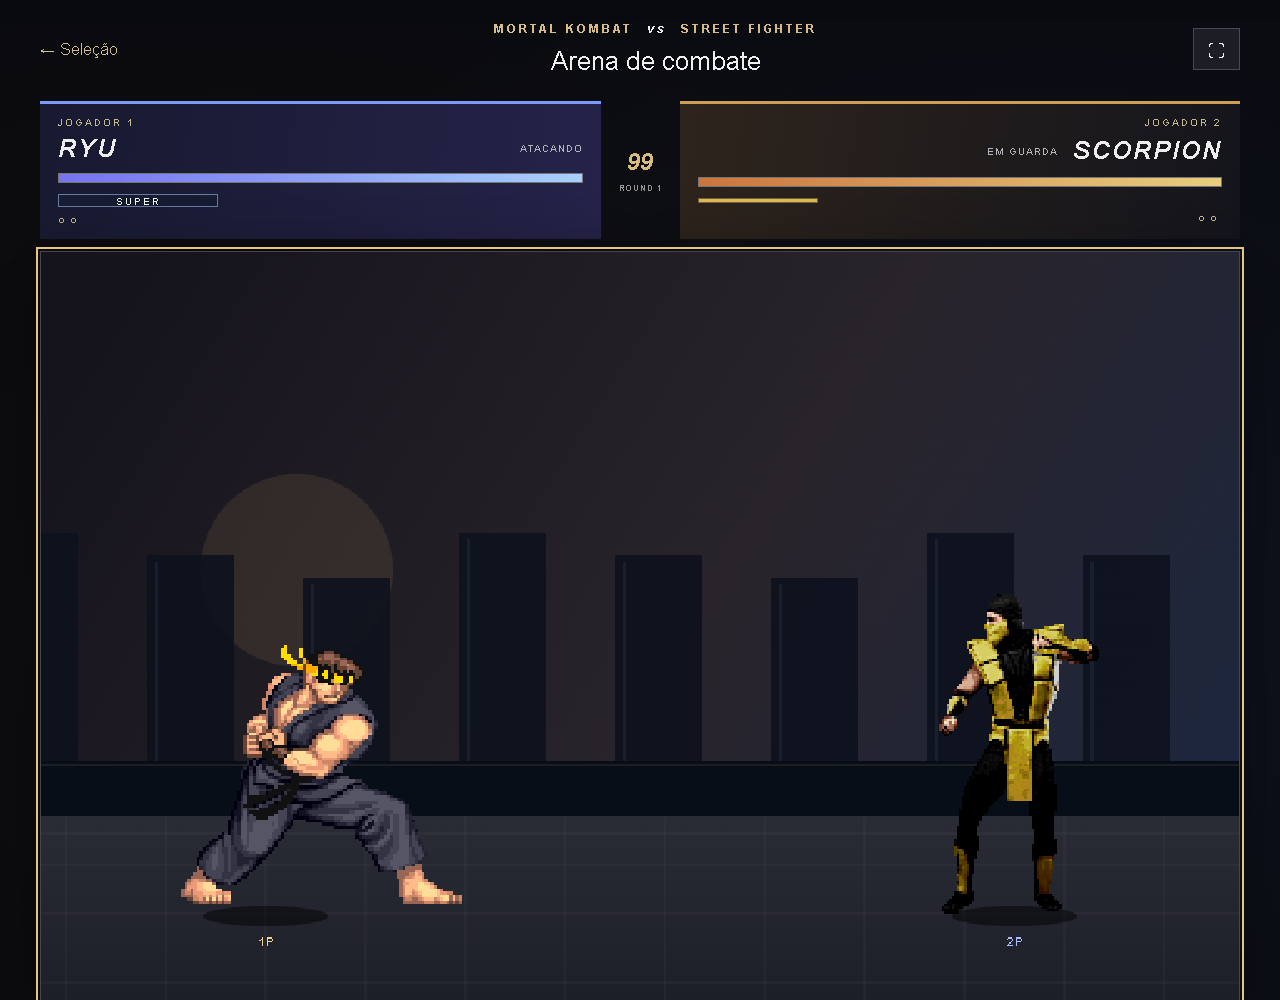 MORTAL KOMBAT VS STREET FIGHTER
← Seleção
Arena de combate
JOGADOR 1
RYU
ATACANDO
SUPER
99
ROUND 1
JOGADOR 2
EM GUARDA SCORPION
1P
2P